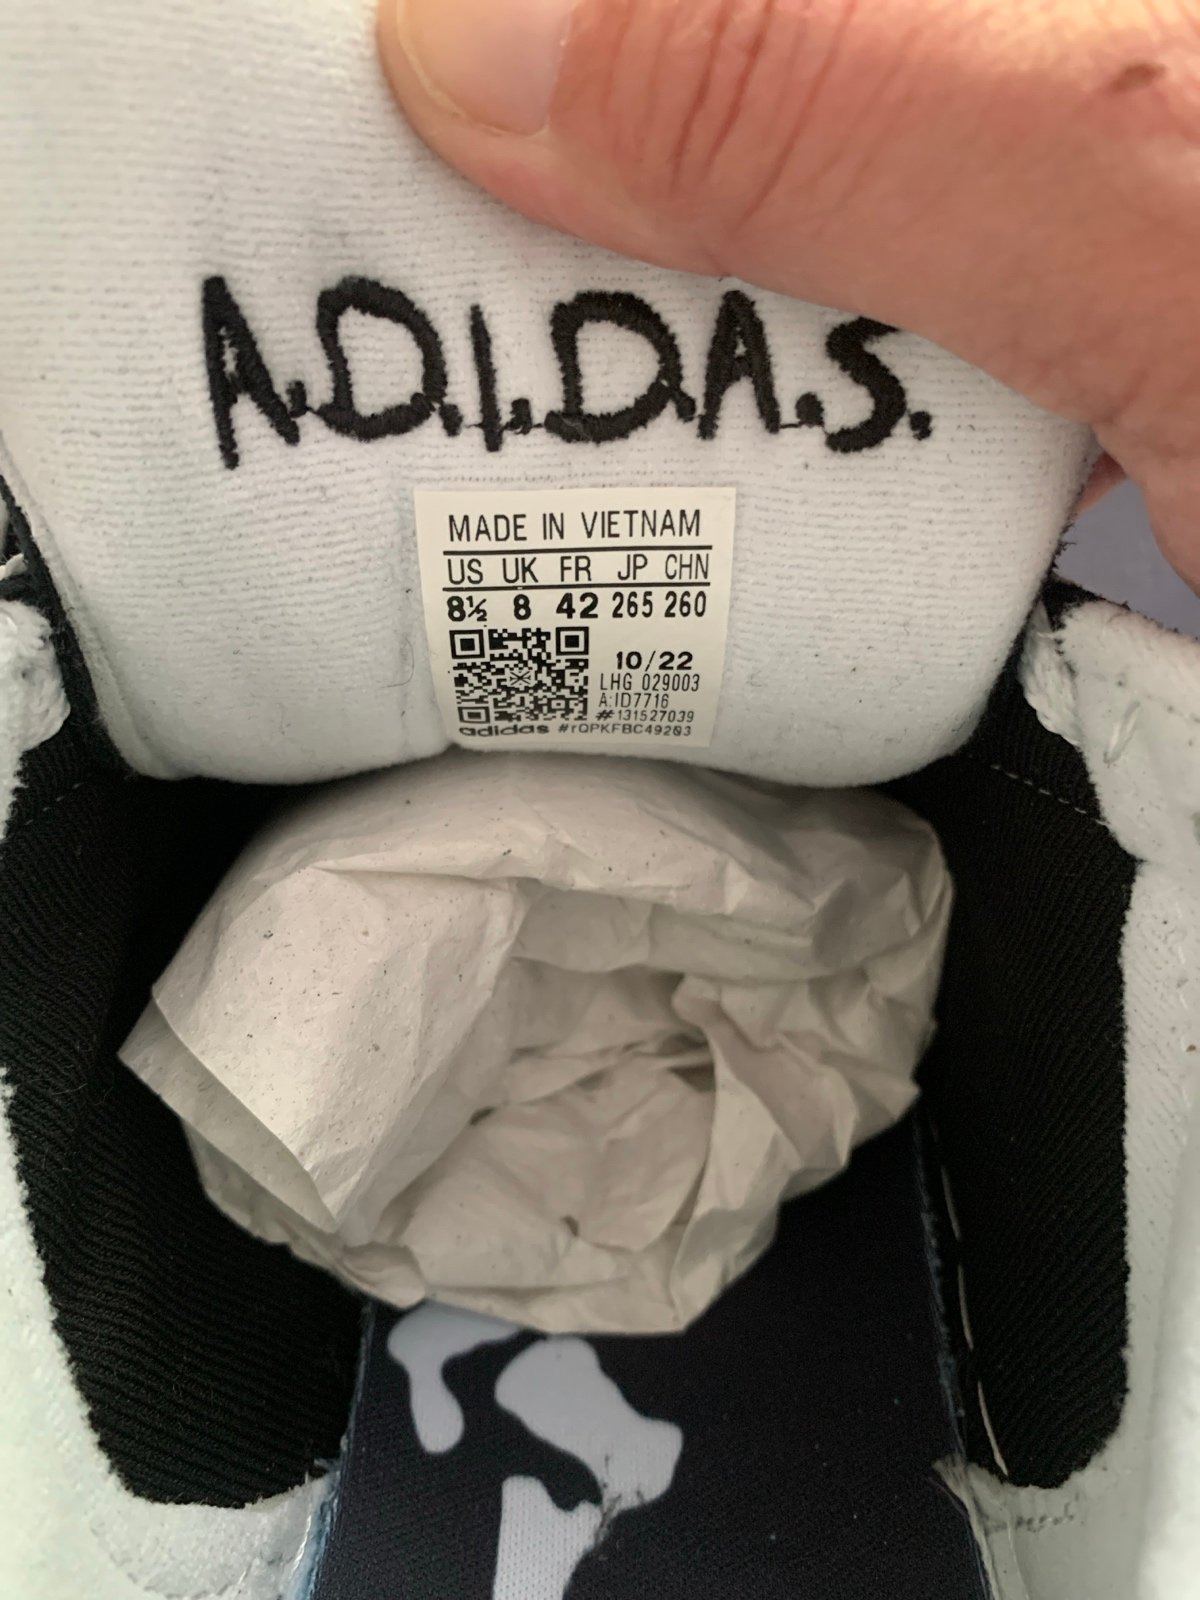 A.D.I.D.A.S.
MADE IN VIETNAM
US UK FR JP CHN
8½ 8 42 265 260
10/22
LHG 029003
A:ID7716
#131527039
adidas #rQPKFBC49203